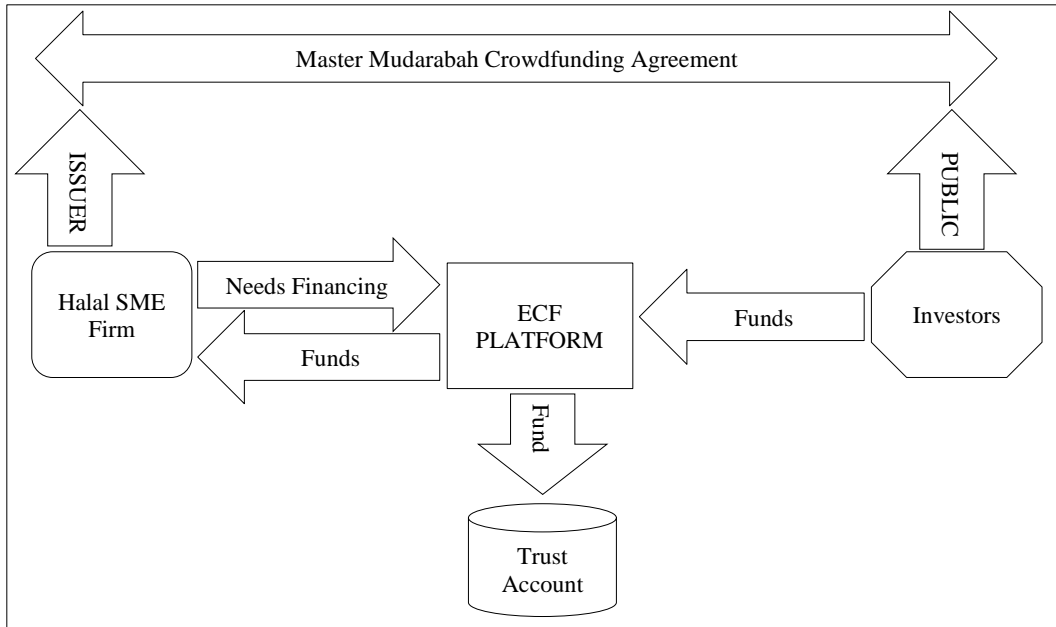 Master Mudarabah Crowdfunding Agreement
ISSUER
PUBLIC
Halal SME
Firm
Needs Financing
Funds
ECF
PLATFORM
Funds
Investors
Fund
Trust
Account